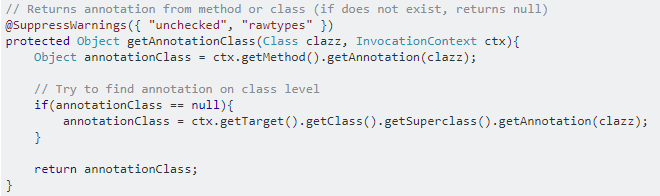 // Returns annotation from method or class (if does not exist, returns null)
@SuppressWarnings({ "unchecked", "rawtypes" })
protected Object getAnnotationClass(Class clazz, InvocationContext ctx){
    Object annotationClass = ctx.getMethod().getAnnotation(clazz);

    // Try to find annotation on class level
    if(annotationClass == null){
        annotationClass = ctx.getTarget().getClass().getSuperclass().getAnnotation(clazz);
    }

    return annotationClass;
}